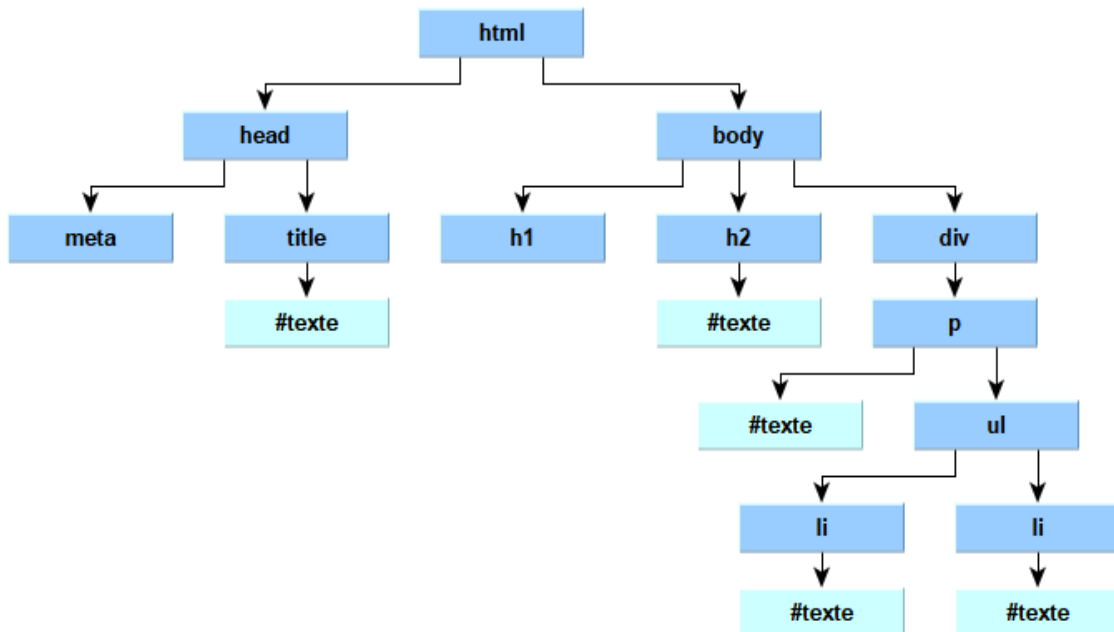 html
head body
meta title h1 h2 div
#texte #texte p
#texte ul
li li
#texte #texte